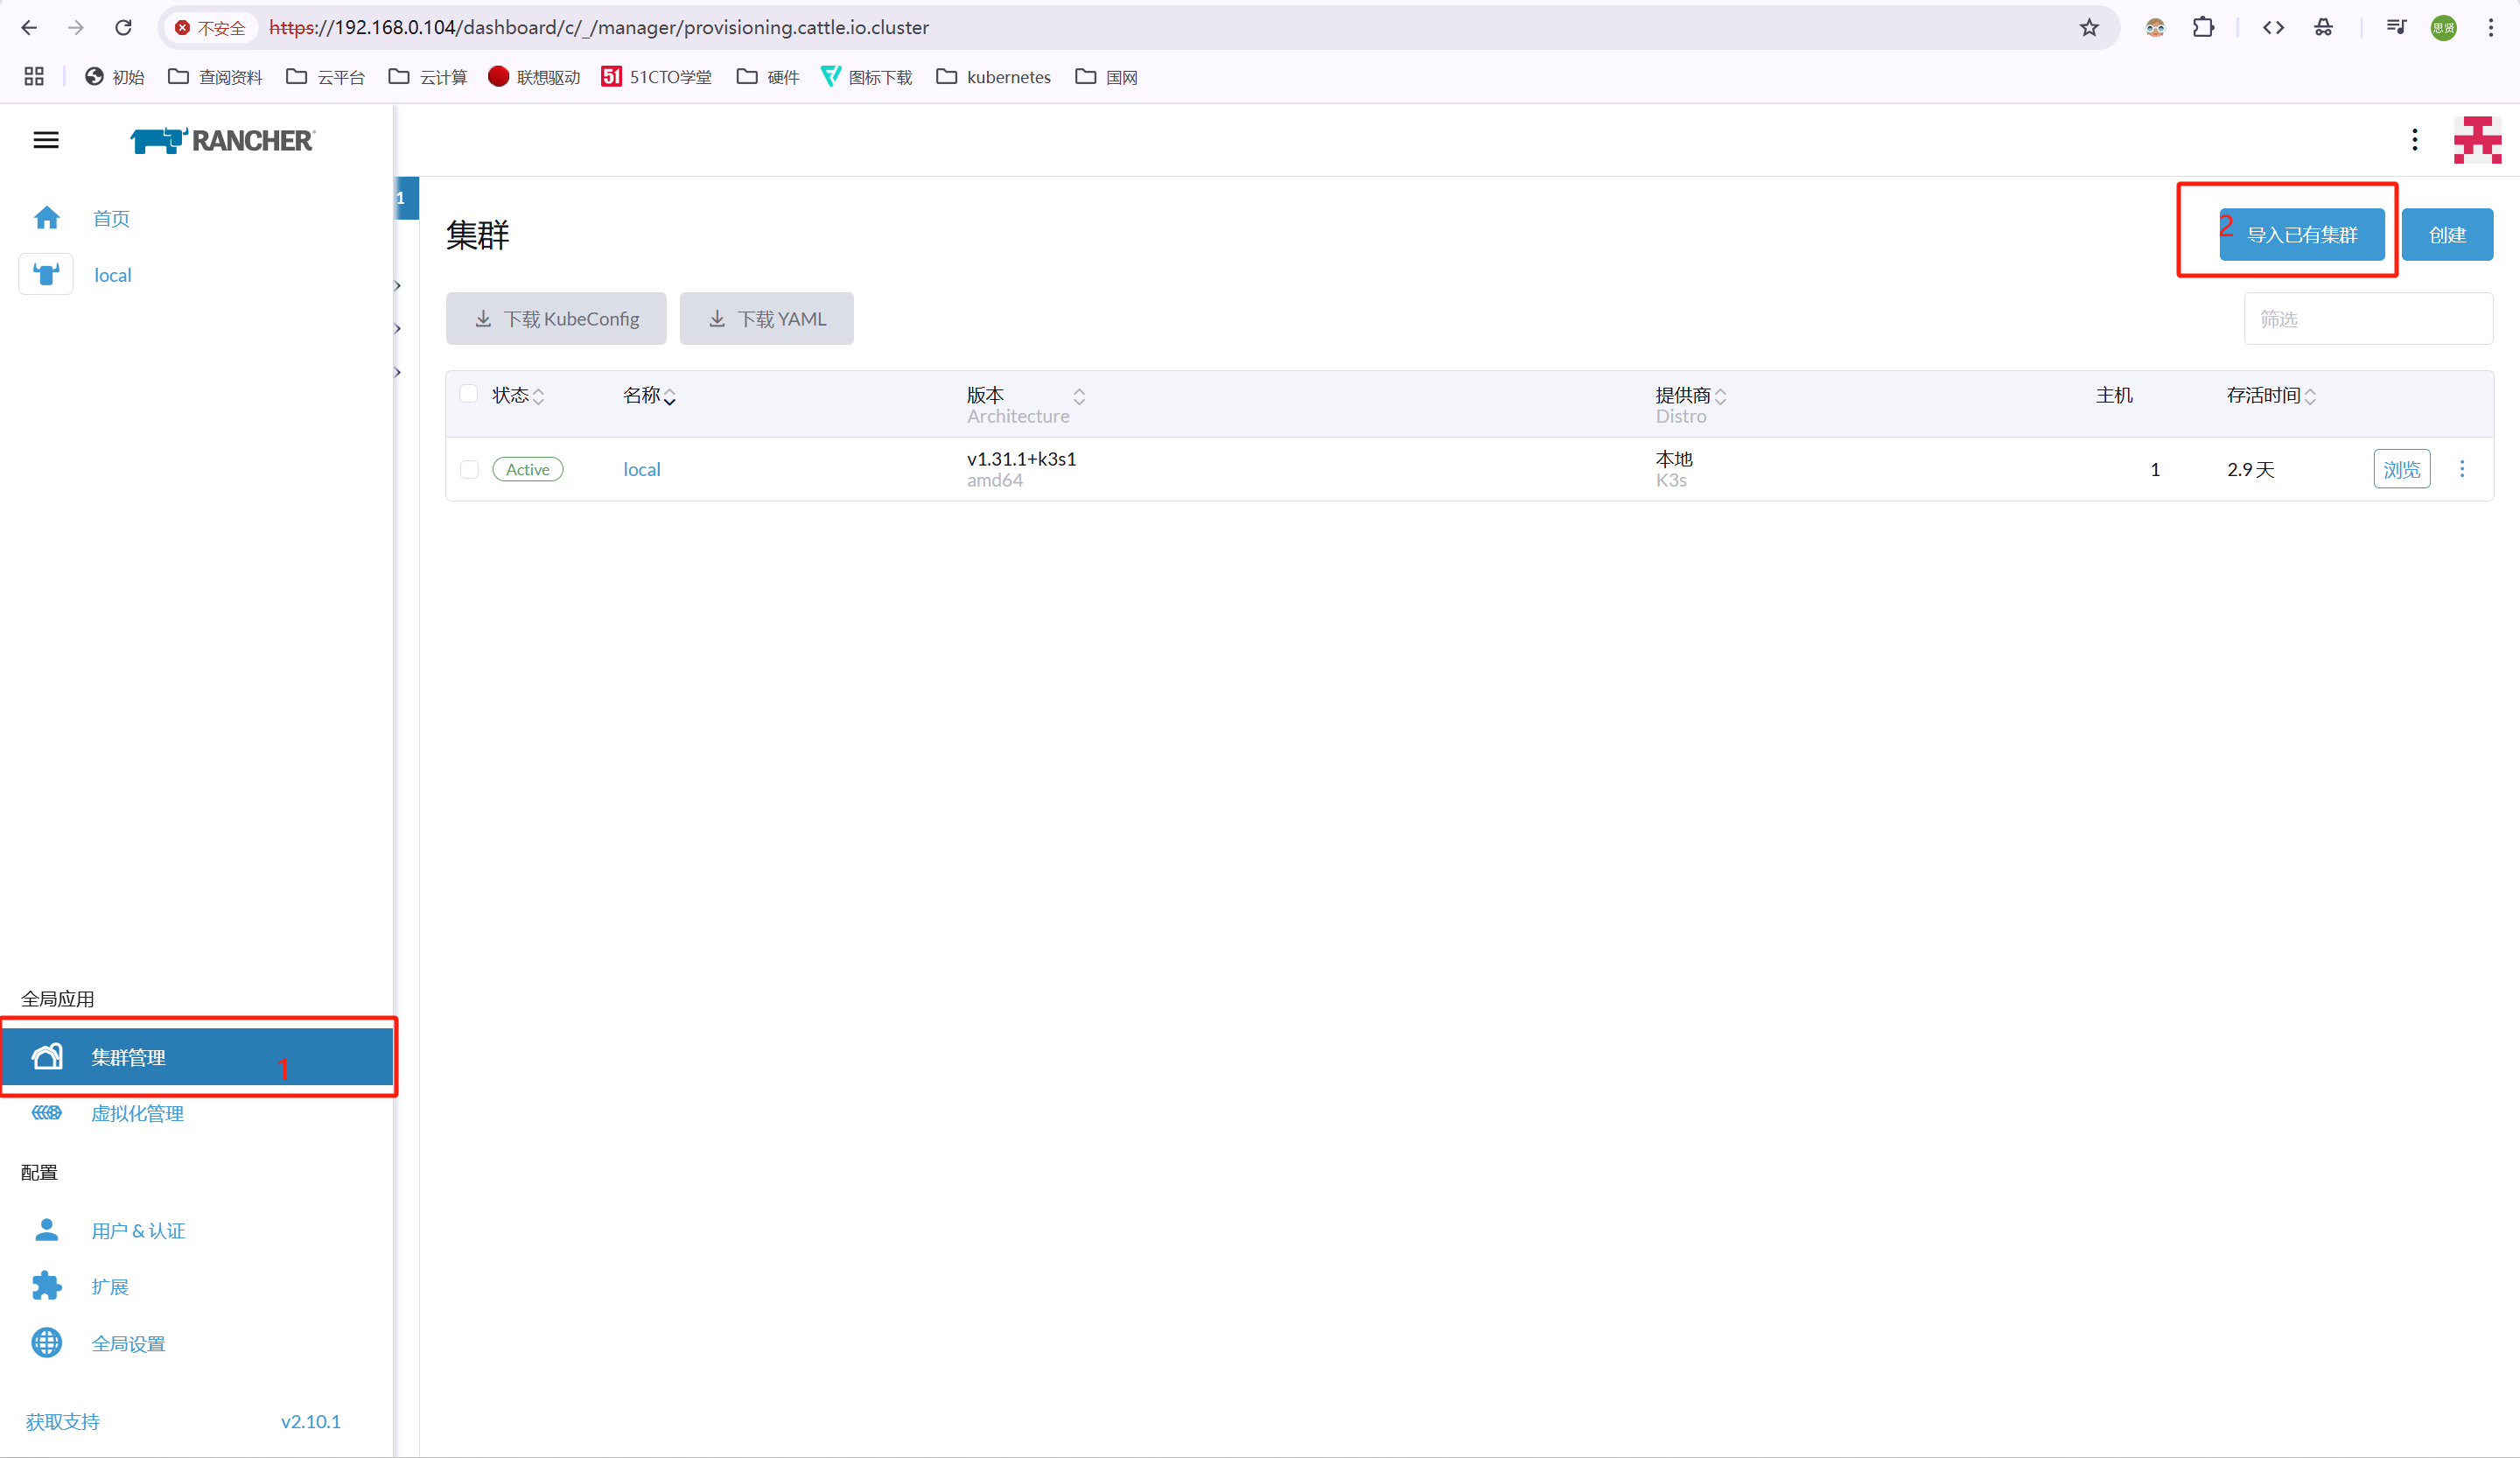 不安全 https://192.168.0.104/dashboard/c/_/manager/provisioning.cattle.io.cluster 思贤
初始 查阅资料 云平台 云计算 联想驱动 51 51CTO学堂 硬件 图标下载 kubernetes 国网
RANCHER
首页
local
1
集群
2 导入已有集群 创建
下载 KubeConfig 下载 YAML 筛选
状态 名称 版本 提供商 主机 存活时间
Architecture Distro
Active local v1.31.1+k3s1 本地 1 2.9 天 浏览
amd64 K3s
全局应用
集群管理 1
虚拟化管理
配置
用户 & 认证
扩展
全局设置
获取支持 v2.10.1